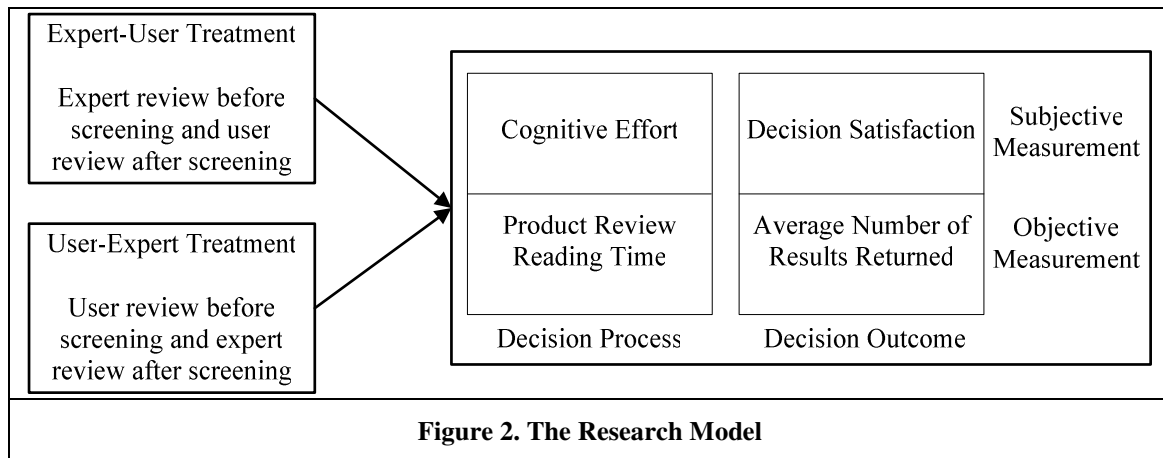 Expert-User Treatment
Expert review before
screening and user
review after screening
User-Expert Treatment
User review before
screening and expert
review after screening
Cognitive Effort
Decision Satisfaction
Subjective
Measurement
Product Review
Reading Time
Average Number of
Results Returned
Objective
Measurement
Decision Process
Decision Outcome
Figure 2. The Research Model